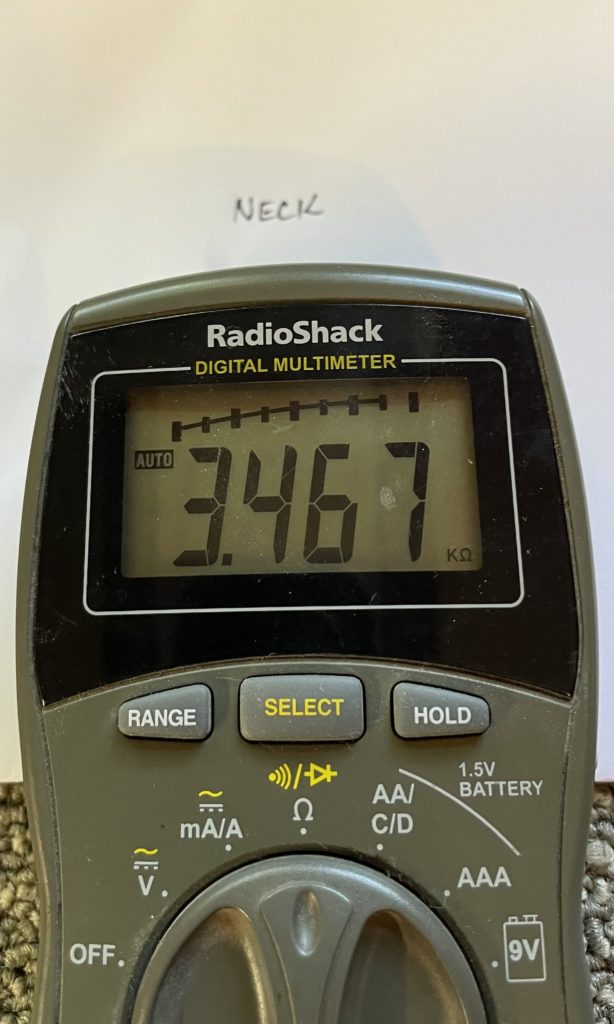 NECK
RadioShack
DIGITAL MULTIMETER
AUTO
3.467
KΩ
RANGE
SELECT
HOLD
mA/A
Ω
AA/
C/D
1.5V
BATTERY
V
AAA
OFF
9V